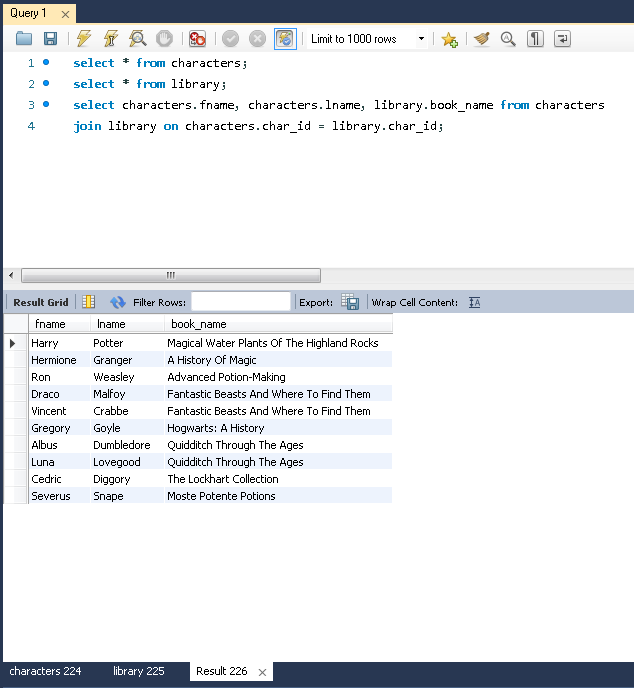 Query 1
Limit to 1000 rows
1 select * from characters;
2 select * from library;
3 select characters.fname, characters.lname, library.book_name from characters
4 join library on characters.char_id = library.char_id;
Result Grid Filter Rows: Export: Wrap Cell Content:
fname lname book_name
Harry Potter Magical Water Plants Of The Highland Rocks
Hermione Granger A History Of Magic
Ron Weasley Advanced Potion-Making
Draco Malfoy Fantastic Beasts And Where To Find Them
Vincent Crabbe Fantastic Beasts And Where To Find Them
Gregory Goyle Hogwarts: A History
Albus Dumbledore Quidditch Through The Ages
Luna Lovegood Quidditch Through The Ages
Cedric Diggory The Lockhart Collection
Severus Snape Moste Potente Potions
characters 224 library 225 Result 226